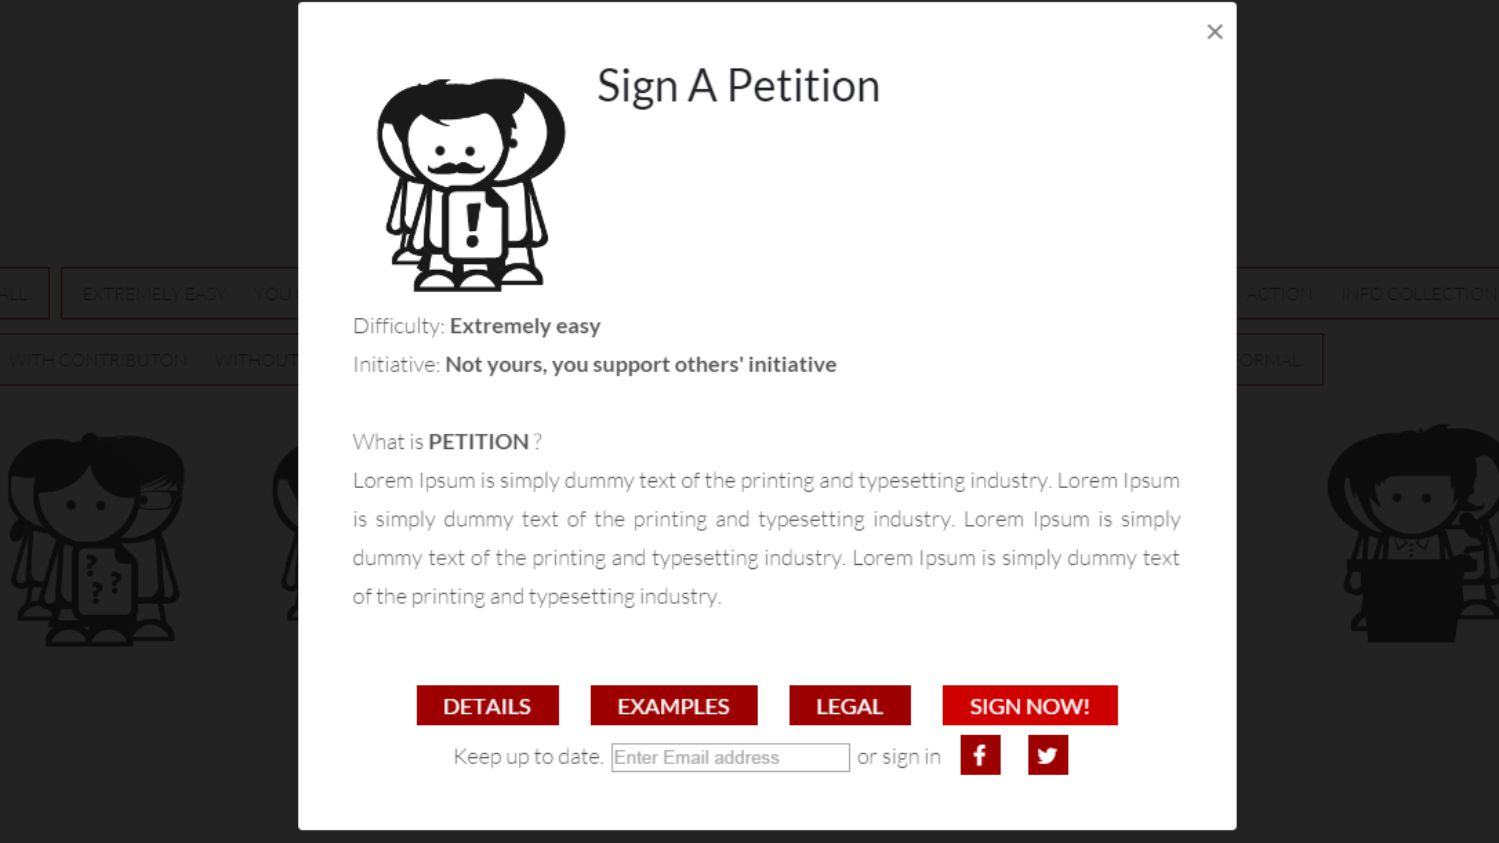 Sign A Petition
!
ALL
EXTREMELY EASY YOU
ACTION INFO COLLECTION
Difficulty: Extremely easy
WITH CONTRIBUTON WITHOUT
Initiative: Not yours, you support others' initiative
What is PETITION ?
Lorem Ipsum is simply dummy text of the printing and typesetting industry. Lorem Ipsum
is simply dummy text of the printing and typesetting industry. Lorem Ipsum is simply
dummy text of the printing and typesetting industry. Lorem Ipsum is simply dummy text
of the printing and typesetting industry.
? ? ?
DETAILS EXAMPLES LEGAL SIGN NOW!
Keep up to date. Enter Email address or sign in